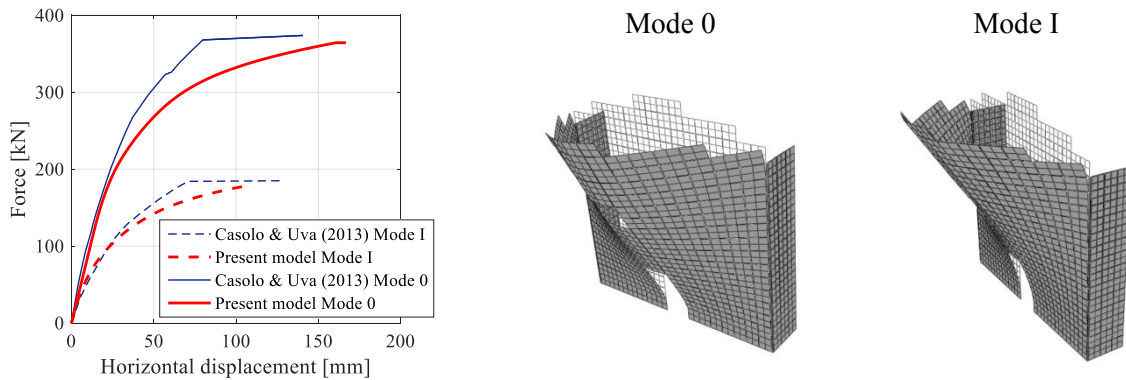 Mode 0
Mode I
400
300
200
100
0
Force [kN]
Casolo & Uva (2013) Mode I
Present model Mode I
Casolo & Uva (2013) Mode 0
Present model Mode 0
0
50
100
150
200
Horizontal displacement [mm]